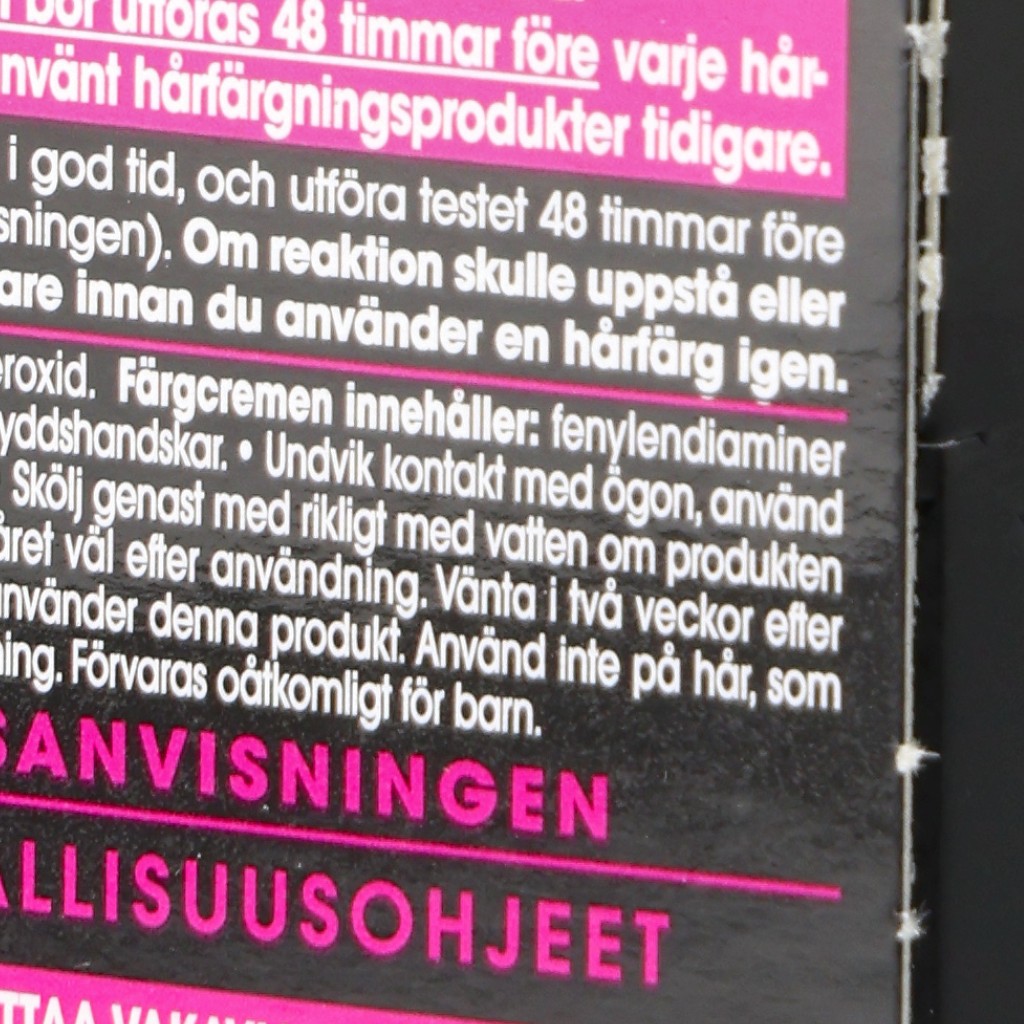 bör utföras 48 timmar före varje hår-
nvänt hårfärgningsprodukter tidigare.
i god tid, och utföra testet 48 timmar före
sningen). Om reaktion skulle uppstå eller
are innan du använder en hårfärg igen.
eroxid. Färgcremen innehåller: fenylendiaminer
yddshandskar. • Undvik kontakt med ögon, använd
Skölj genast med rikligt med vatten om produkten
året väl efter användning. Vänta i två veckor efter
använder denna produkt. Använd inte på hår, som
ning. Förvaras oåtkomligt för barn.
SANVISNINGEN
ALLISUUSOHJEET